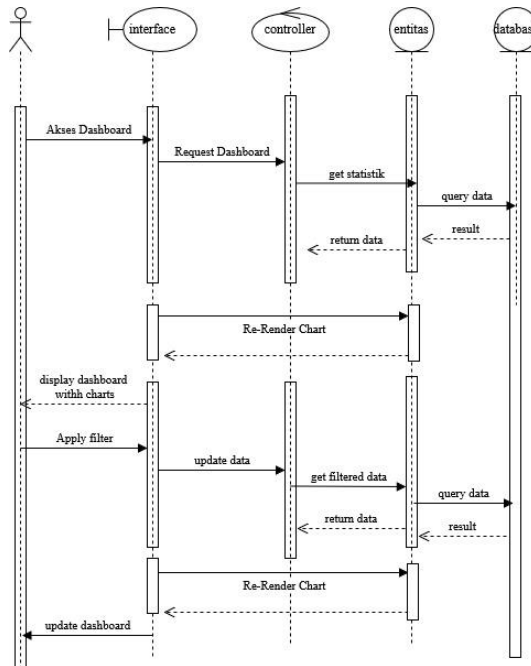 interface
controller
entitas
databas
Akses Dashboard
Request Dashboard
get statistik
query data
result
return data
Re-Render Chart
display dashboard
withh charts
Apply filter
update data
get filtered data
query data
return data
result
Re-Render Chart
update dashboard